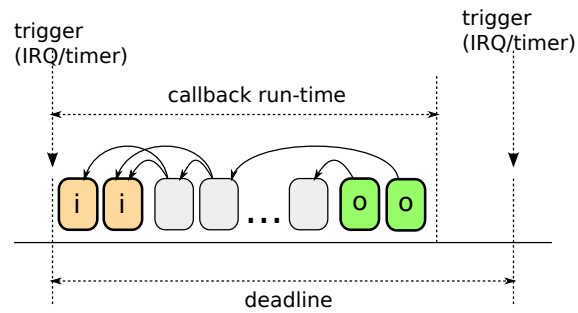 trigger
(IRQ/timer)
trigger
(IRQ/timer)
callback run-time
i i ... o o
deadline